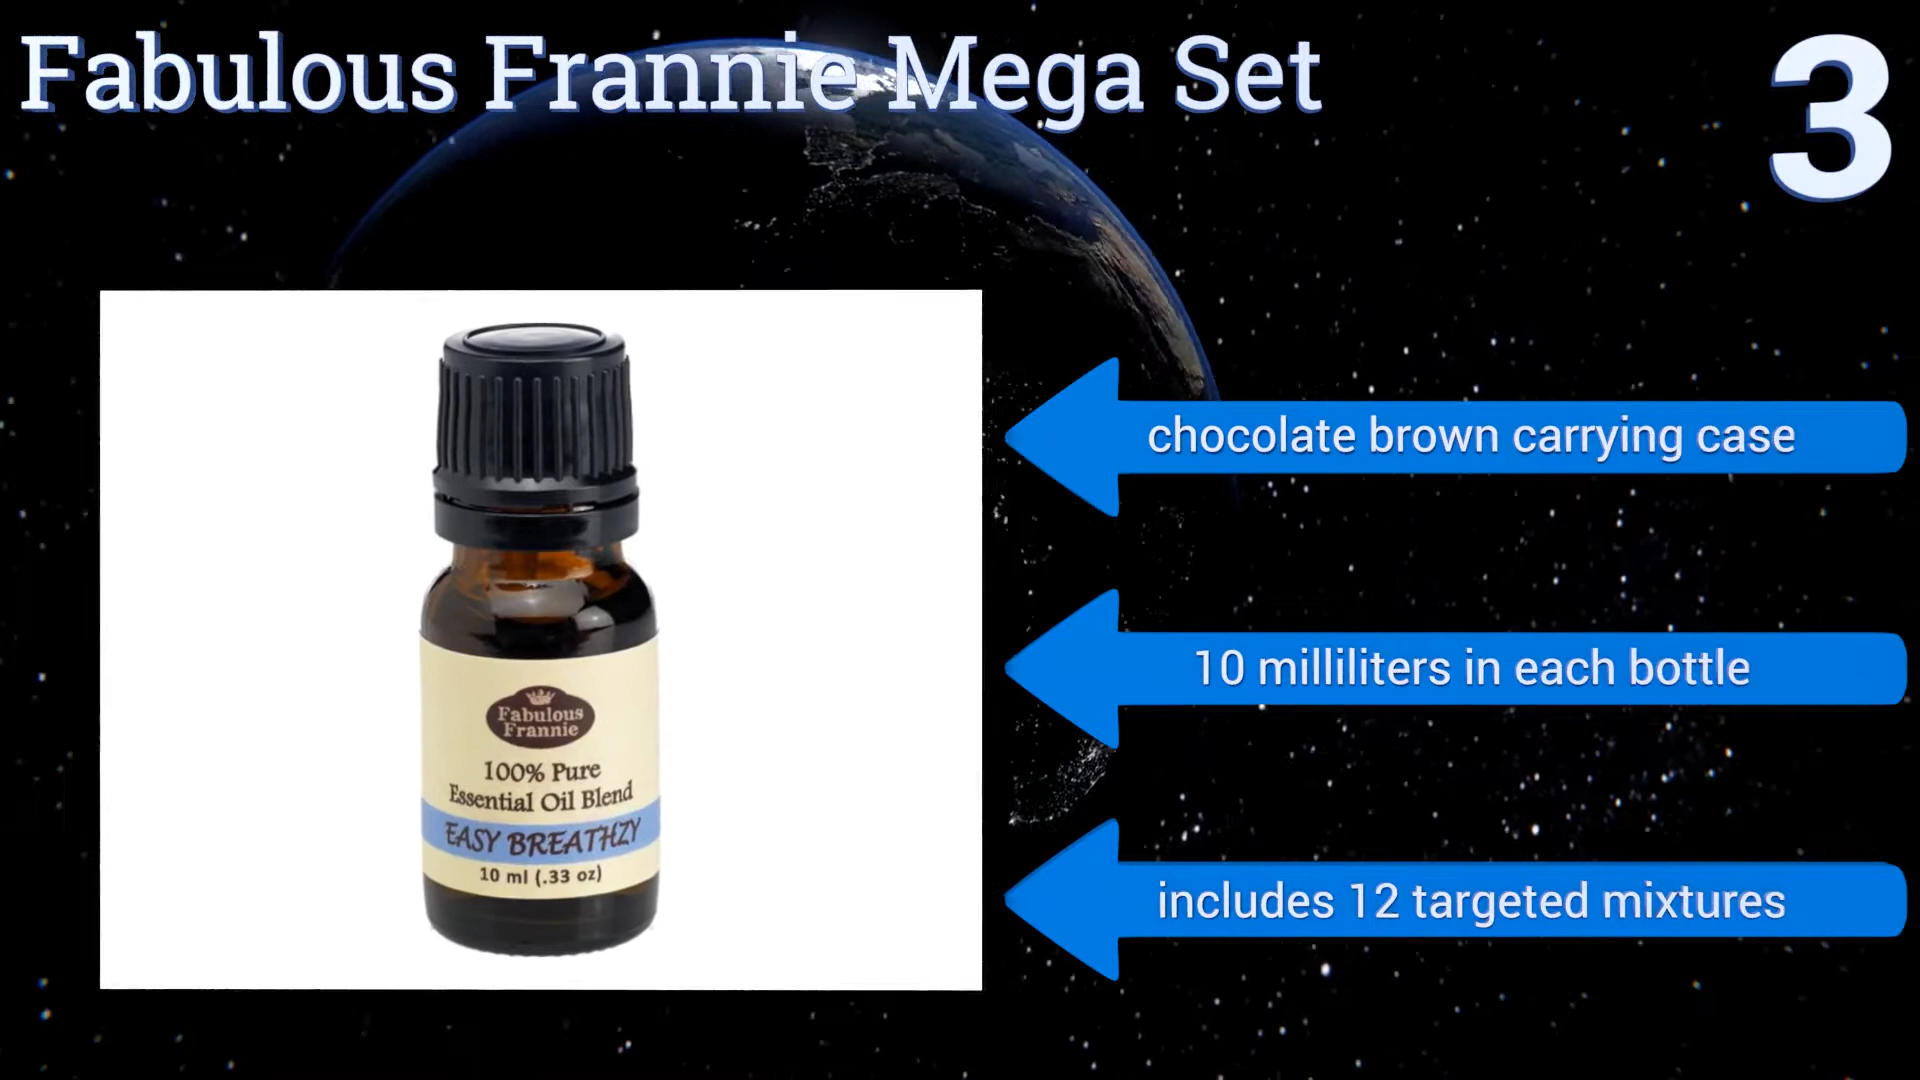 Fabulous Frannie Mega Set
3
chocolate brown carrying case
10 milliliters in each bottle
includes 12 targeted mixtures
Fabulous
Frannie
100% Pure
Essential Oil Blend
EASY BREATHZY
10 ml (.33 oz)